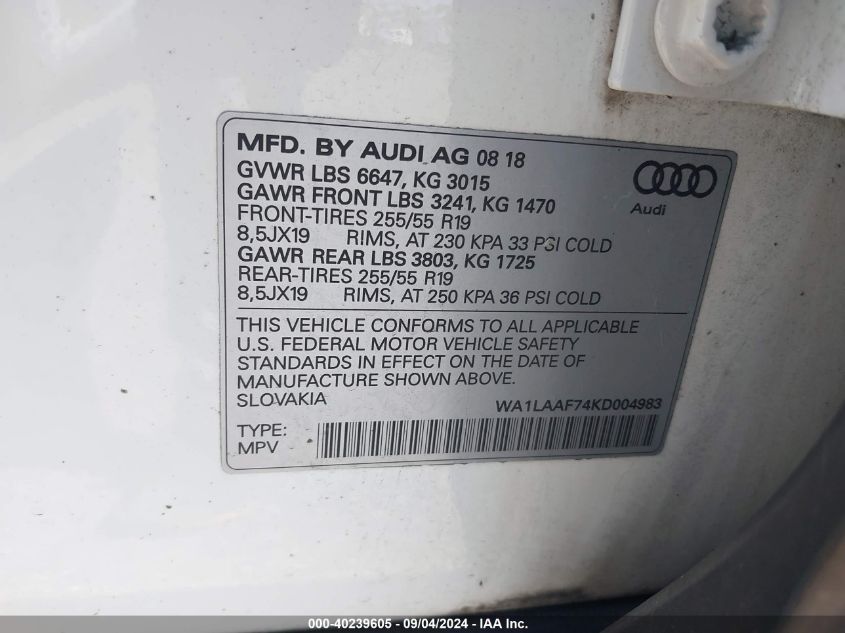 MFD. BY AUDI AG 08 18
GVWR LBS 6647, KG 3015
GAWR FRONT LBS 3241, KG 1470
FRONT-TIRES 255/55 R19
8,5JX19 RIMS, AT 230 KPA 33 PSI COLD
GAWR REAR LBS 3803, KG 1725
REAR-TIRES 255/55 R19
8,5JX19 RIMS, AT 250 KPA 36 PSI COLD
Audi
THIS VEHICLE CONFORMS TO ALL APPLICABLE
U.S. FEDERAL MOTOR VEHICLE SAFETY
STANDARDS IN EFFECT ON THE DATE OF
MANUFACTURE SHOWN ABOVE.
SLOVAKIA WA1LAAF74KD004983
TYPE:
MPV
000-40239605 - 09/04/2024 - IAA Inc.